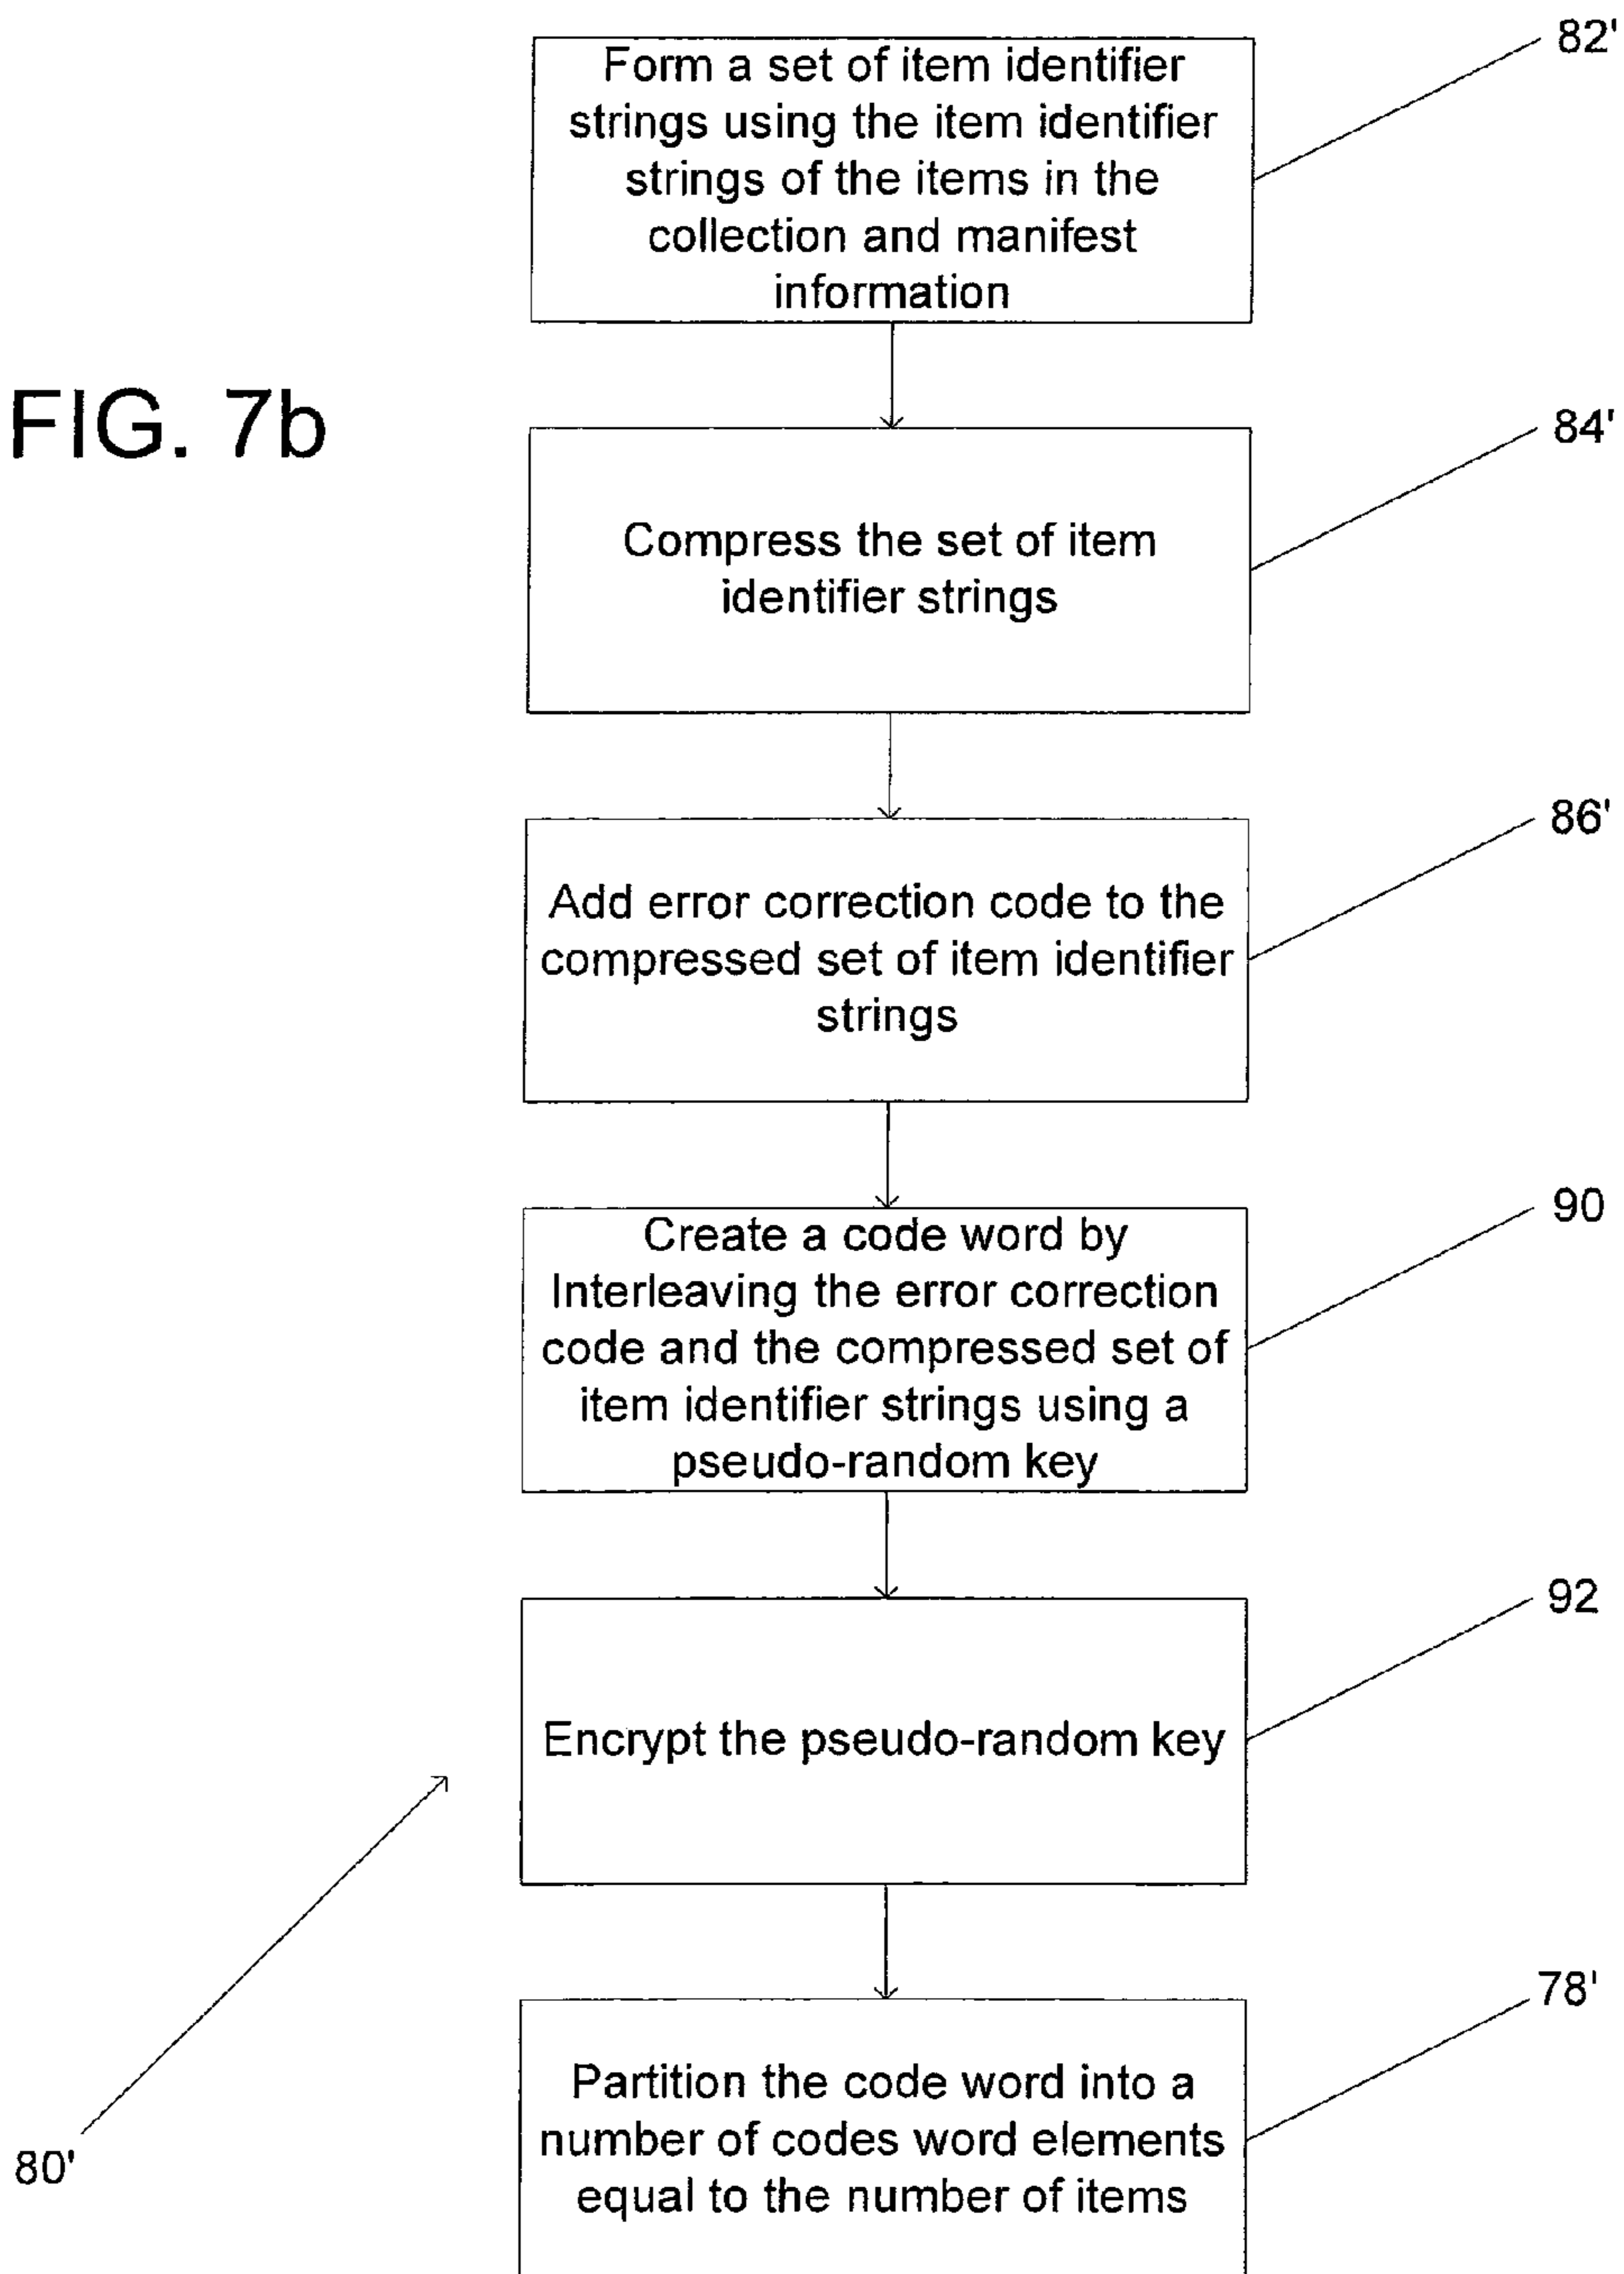 82'
Form a set of item identifier
strings using the item identifier
strings of the items in the
collection and manifest
information
FIG. 7b
84'
Compress the set of item
identifier strings
86'
Add error correction code to the
compressed set of item identifier
strings
90
Create a code word by
Interleaving the error correction
code and the compressed set of
item identifier strings using a
pseudo-random key
92
Encrypt the pseudo-random key
78'
Partition the code word into a
number of codes word elements
equal to the number of items
80'